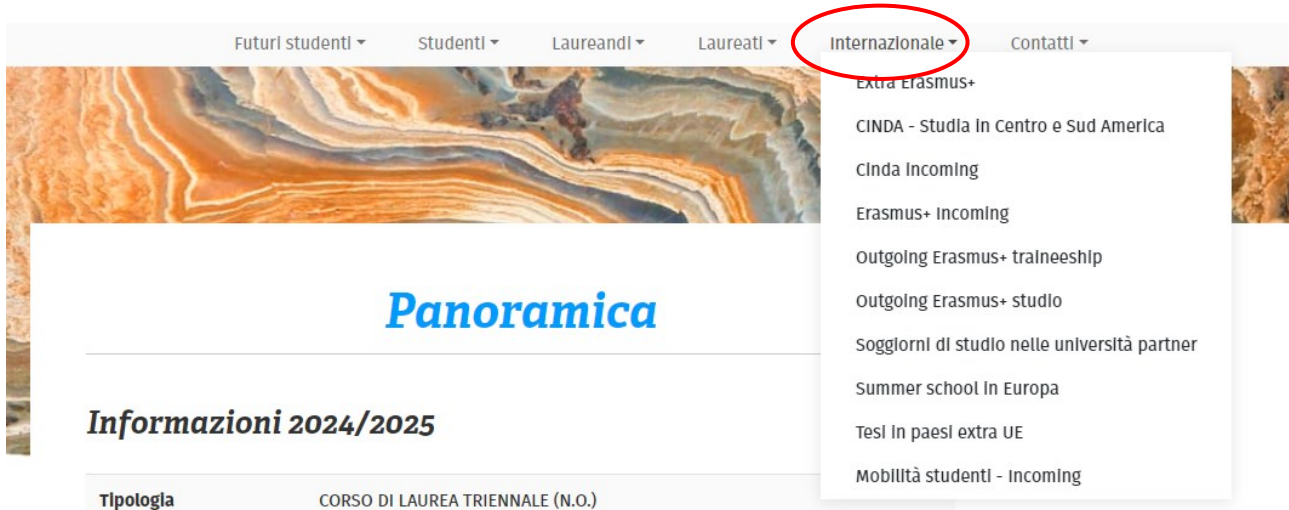 Futuri studenti Studenti Laureandi Laureati Internazionale Contatti
Extra Erasmus+
CINDA - Studia in Centro e Sud America
Cinda incoming
Erasmus+ Incoming
Outgoing Erasmus+ traineeship
Outgoing Erasmus+ studio
Soggiorni di studio nelle università partner
Summer school in Europa
Tesi in paesi extra UE
Mobilità studenti - Incoming
Panoramica
Informazioni 2024/2025
Tipologia CORSO DI LAUREA TRIENNALE (N.O.)